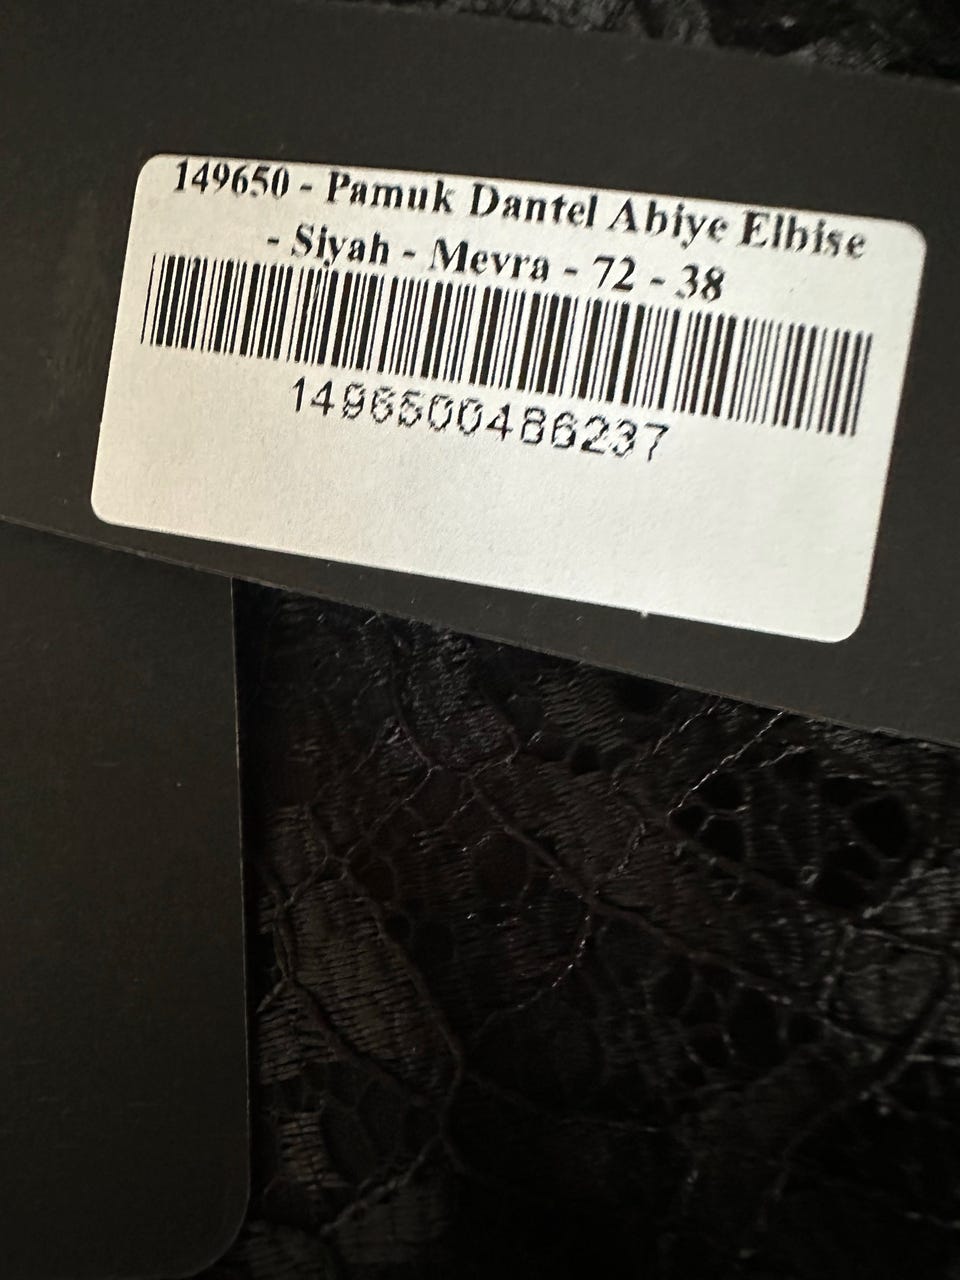 149650 - Pamuk Dantel Abiye Elbise
- Siyah - Mevra - 72 - 38
1496500486237